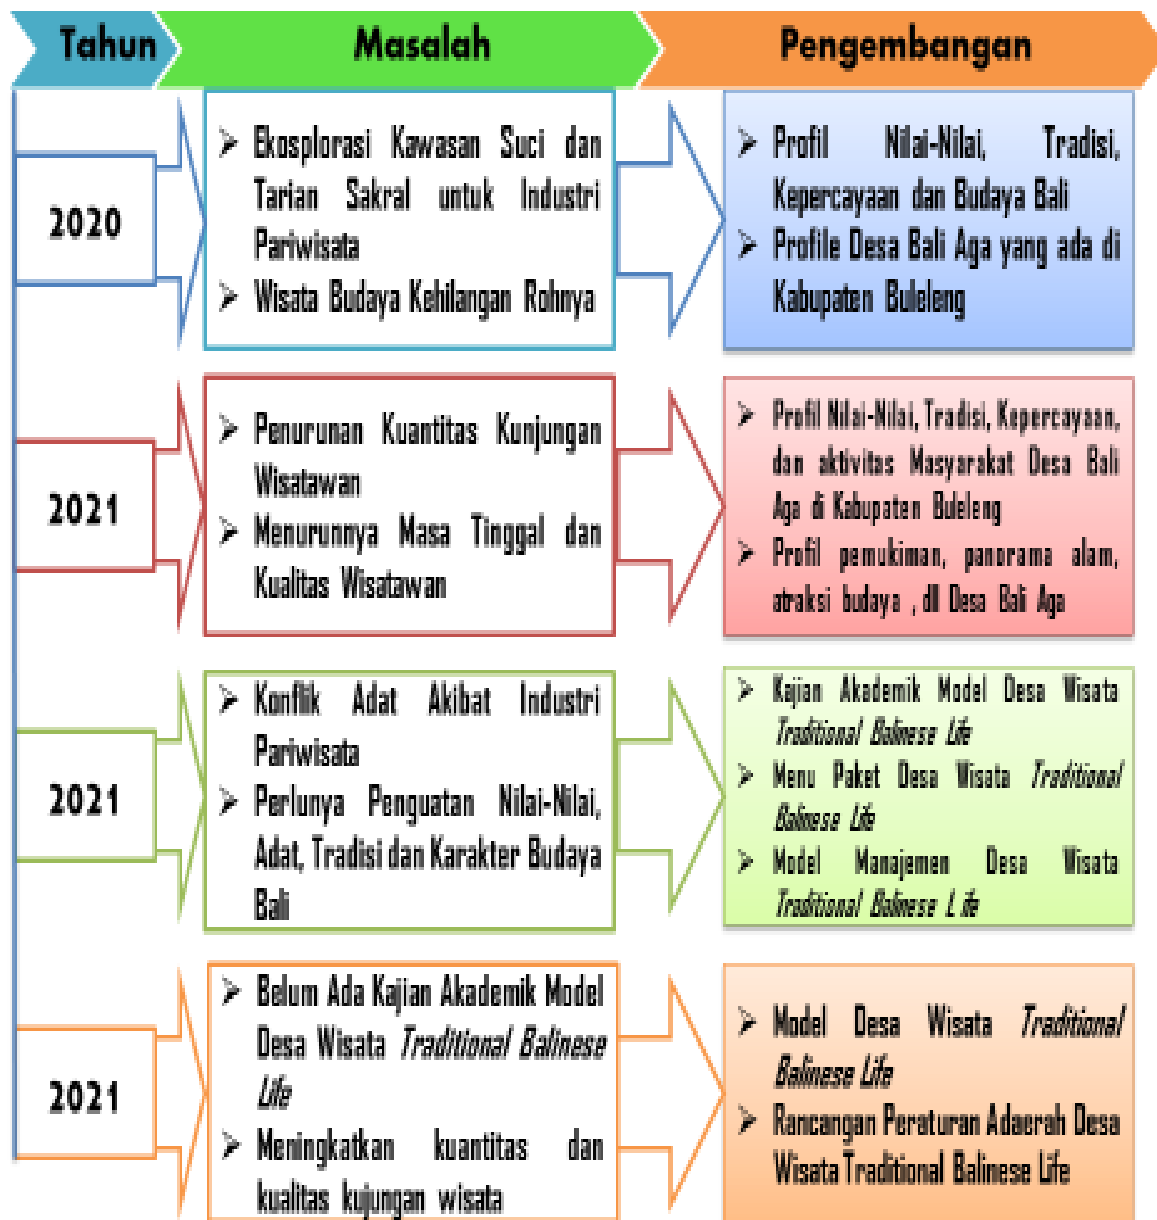 Tahun
Masalah
Pengembangan
2020
➢ Ekosplorasi Kawasan Suci dan
Tarian Sakral untuk Industri
Pariwisata
➢ Wisata Budaya Kehilangan Rohnya
➢ Profil Nilai-Nilai, Tradisi,
Kepercayaan dan Budaya Bali
➢ Profile Desa Bali Aga yang ada di
Kabupaten Buleleng
2021
➢ Penurunan Kuantitas Kunjungan
Wisatawan
➢ Menurunnya Masa Tinggal dan
Kualitas Wisatawan
➢ Profil Nilai-Nilai, Tradisi, Kepercayaan,
dan aktivitas Masyarakat Desa Bali
Aga di Kabupaten Buleleng
➢ Profil pemukiman, panorama alam,
atraksi budaya , dll Desa Bali Aga
2021
➢ Konflik Adat Akibat Industri
Pariwisata
➢ Perlunya Penguatan Nilai-Nilai,
Adat, Tradisi dan Karakter Budaya
Bali
➢ Kajian Akademik Model Desa Wisata
Traditional Balinese Life
➢ Menu Paket Desa Wisata Traditional
Balinese Life
➢ Model Manajemen Desa Wisata
Traditional Balinese L ife
2021
➢ Belum Ada Kajian Akademik Model
Desa Wisata Traditional Balinese
Life
➢ Meningkatkan kuantitas dan
kualitas kujungan wisata
➢ Model Desa Wisata Traditional
Balinese Life
➢ Rancangan Peraturan Adaerah Desa
Wisata Traditional Balinese Life